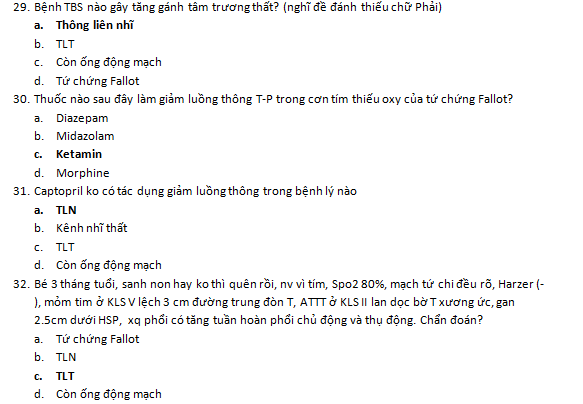 29. Bệnh TBS nào gây tăng gánh tâm trương thất? (nghĩ đề đánh thiếu chữ Phải)
a. Thông liên nhĩ
b. TLT
c. Còn ống động mạch
d. Tứ chứng Fallot
30. Thuốc nào sau đây làm giảm luồng thông T-P trong cơn tím thiếu oxy của tứ chứng Fallot?
a. Diazepam
b. Midazolam
c. Ketamin
d. Morphine
31. Captopril ko có tác dụng giảm luồng thông trong bệnh lý nào
a. TLN
b. Kênh nhĩ thất
c. TLT
d. Còn ống động mạch
32. Bé 3 tháng tuổi, sanh non hay ko thì quên rồi, nv vì tím, Spo2 80%, mạch tứ chi đều rõ, Harzer (-
), mỏm tim ở KLS V lệch 3 cm đường trung đòn T, ATTT ở KLS II lan dọc bờ T xương ức, gan
2.5cm dưới HSP, xq phổi có tăng tuần hoàn phổi chủ động và thụ động. Chẩn đoán?
a. Tứ chứng Fallot
b. TLN
c. TLT
d. Còn ống động mạch